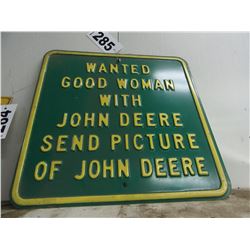 285
WANTED
GOOD WOMAN
WITH
JOHN DEERE
SEND PICTURE
OF JOHN DEERE